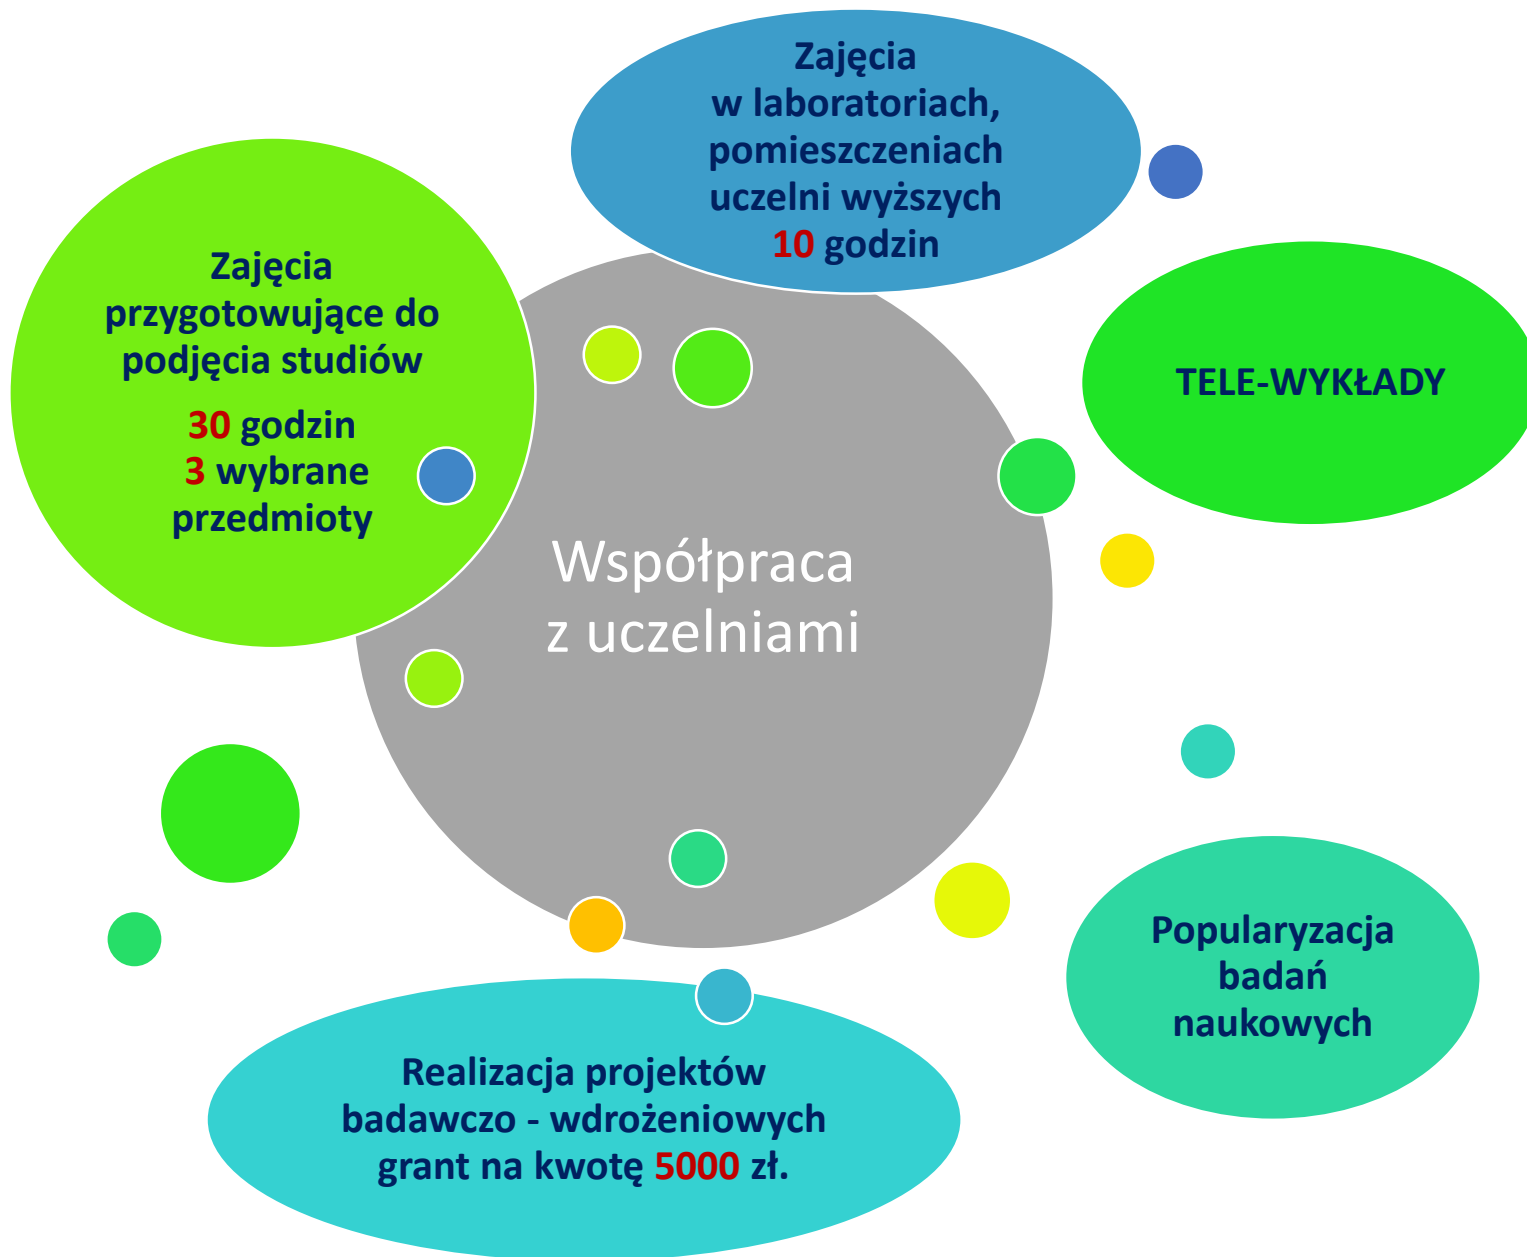 Zajęcia
w laboratoriach,
pomieszczeniach
uczelni wyższych
10 godzin
Zajęcia
przygotowujące do
podjęcia studiów
30 godzin
3 wybrane
przedmioty
TELE-WYKŁADY
Współpraca
z uczelniami
Popularyzacja
badań
naukowych
Realizacja projektów
badawczo - wdrożeniowych
grant na kwotę 5000 zł.